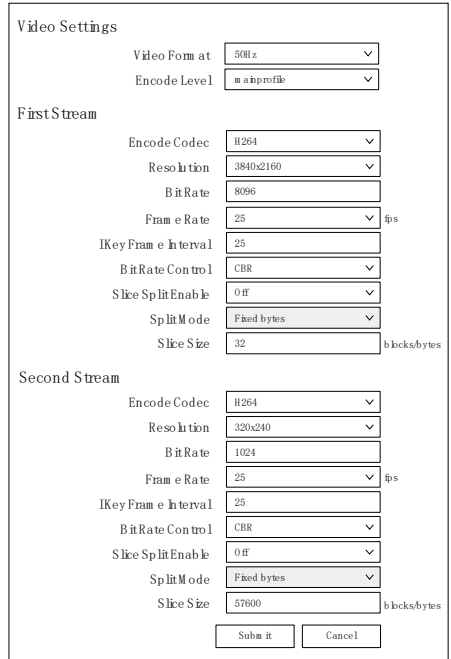 Video Settings
Video Format 50Hz
Encode Level mainprofile
First Stream
Encode Codec H264
Resolution 3840x2160
BitRate 8096
Frame Rate 25 fps
IKey Frame Interval 25
BitRate Control CBR
Slice Split Enable Off
Split Mode Fixed bytes
Slice Size 32 blocks/bytes
Second Stream
Encode Codec H264
Resolution 320x240
BitRate 1024
Frame Rate 25 fps
IKey Frame Interval 25
BitRate Control CBR
Slice Split Enable Off
Split Mode Fixed bytes
Slice Size 57600 blocks/bytes
Submit Cancel